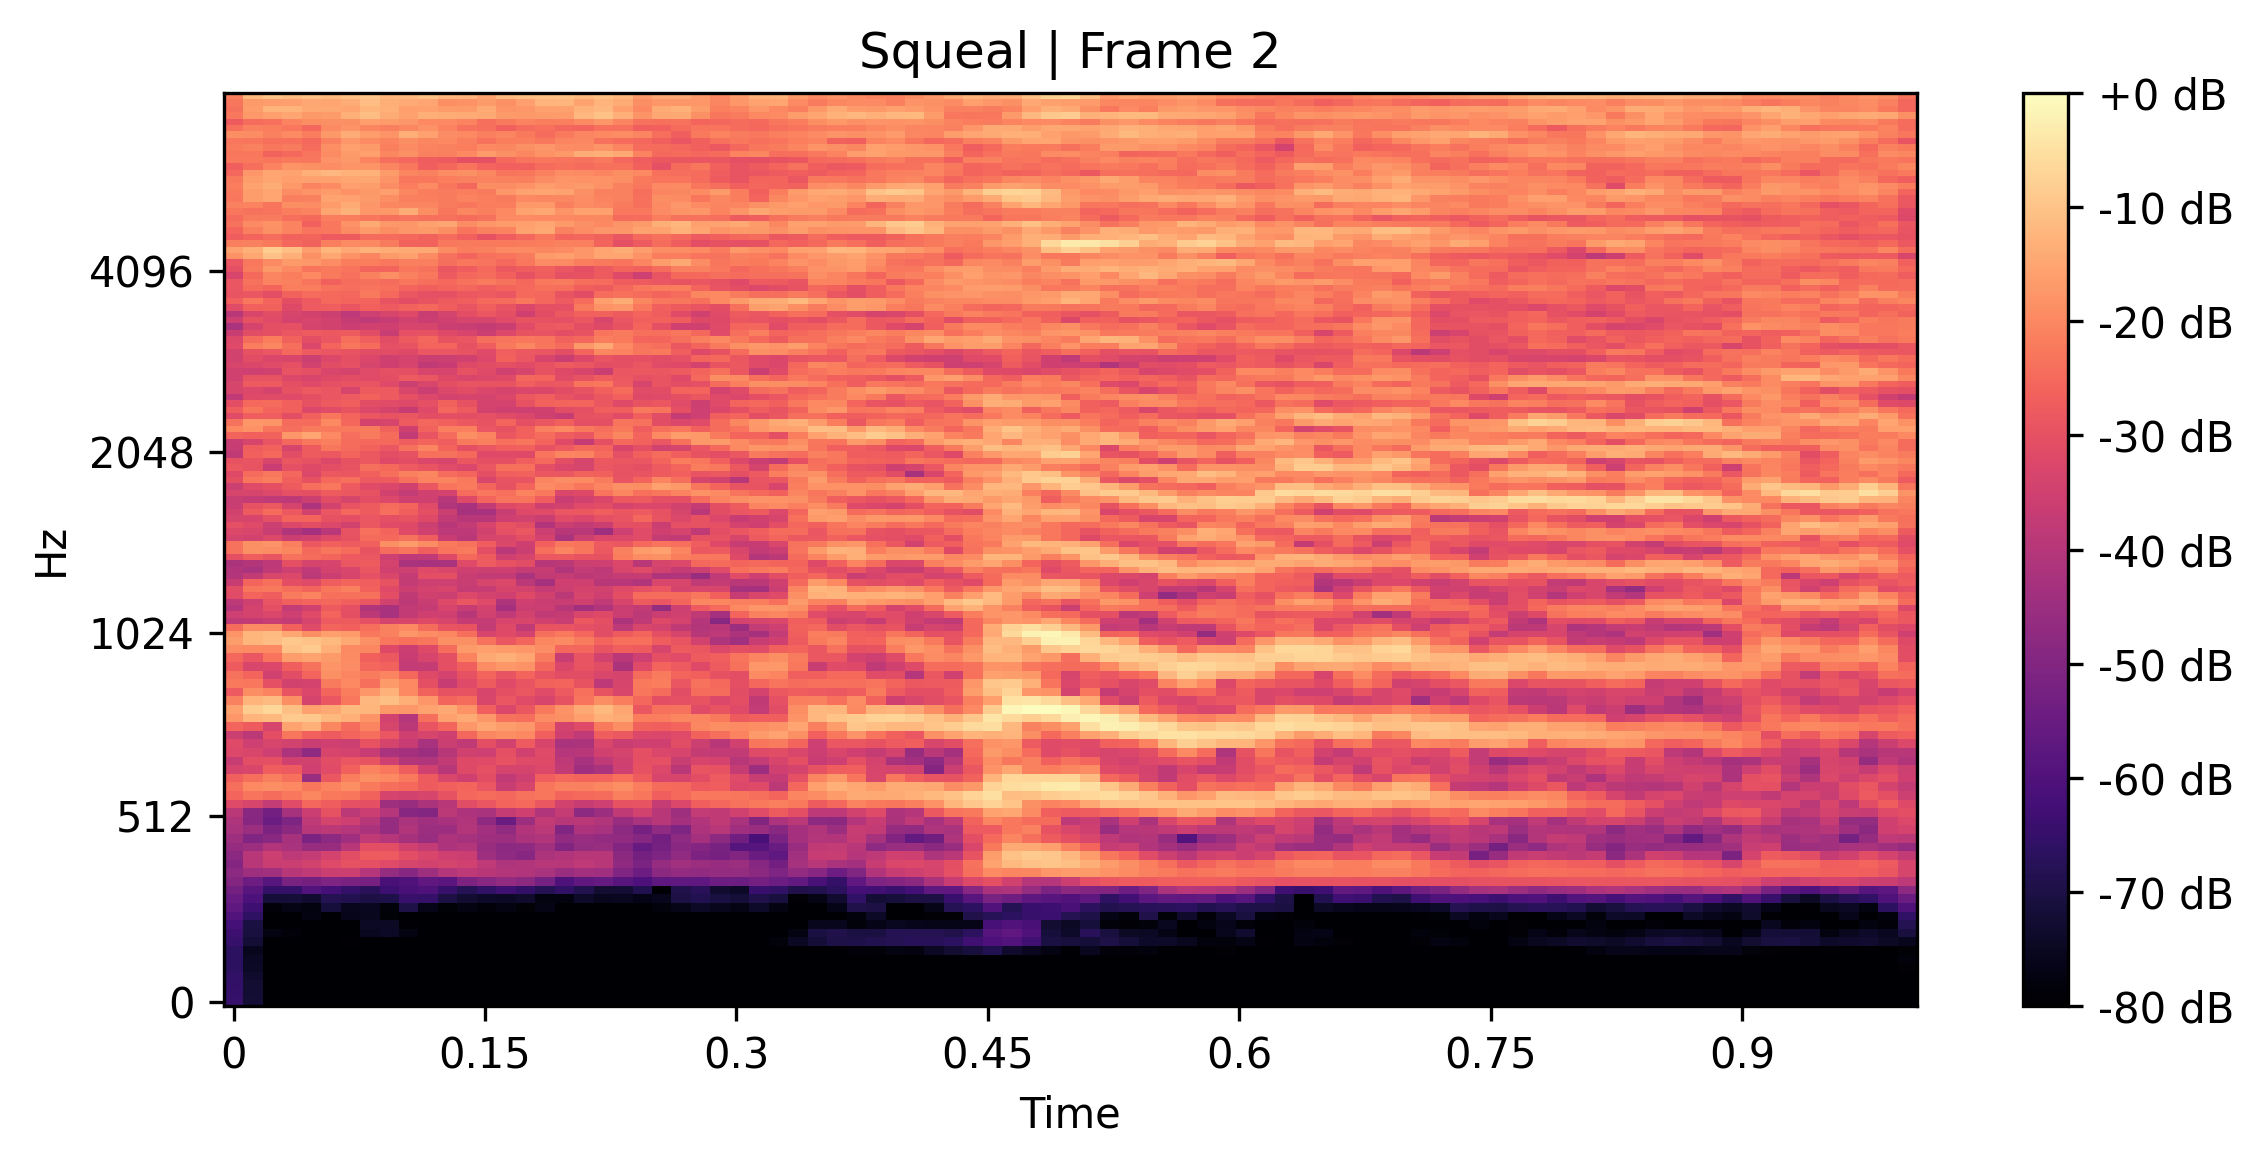 Squeal | Frame 2
+0 dB
-10 dB
-20 dB
-30 dB
-40 dB
-50 dB
-60 dB
-70 dB
-80 dB
Hz
4096
2048
1024
512
0
0 0.15 0.3 0.45 0.6 0.75 0.9
Time